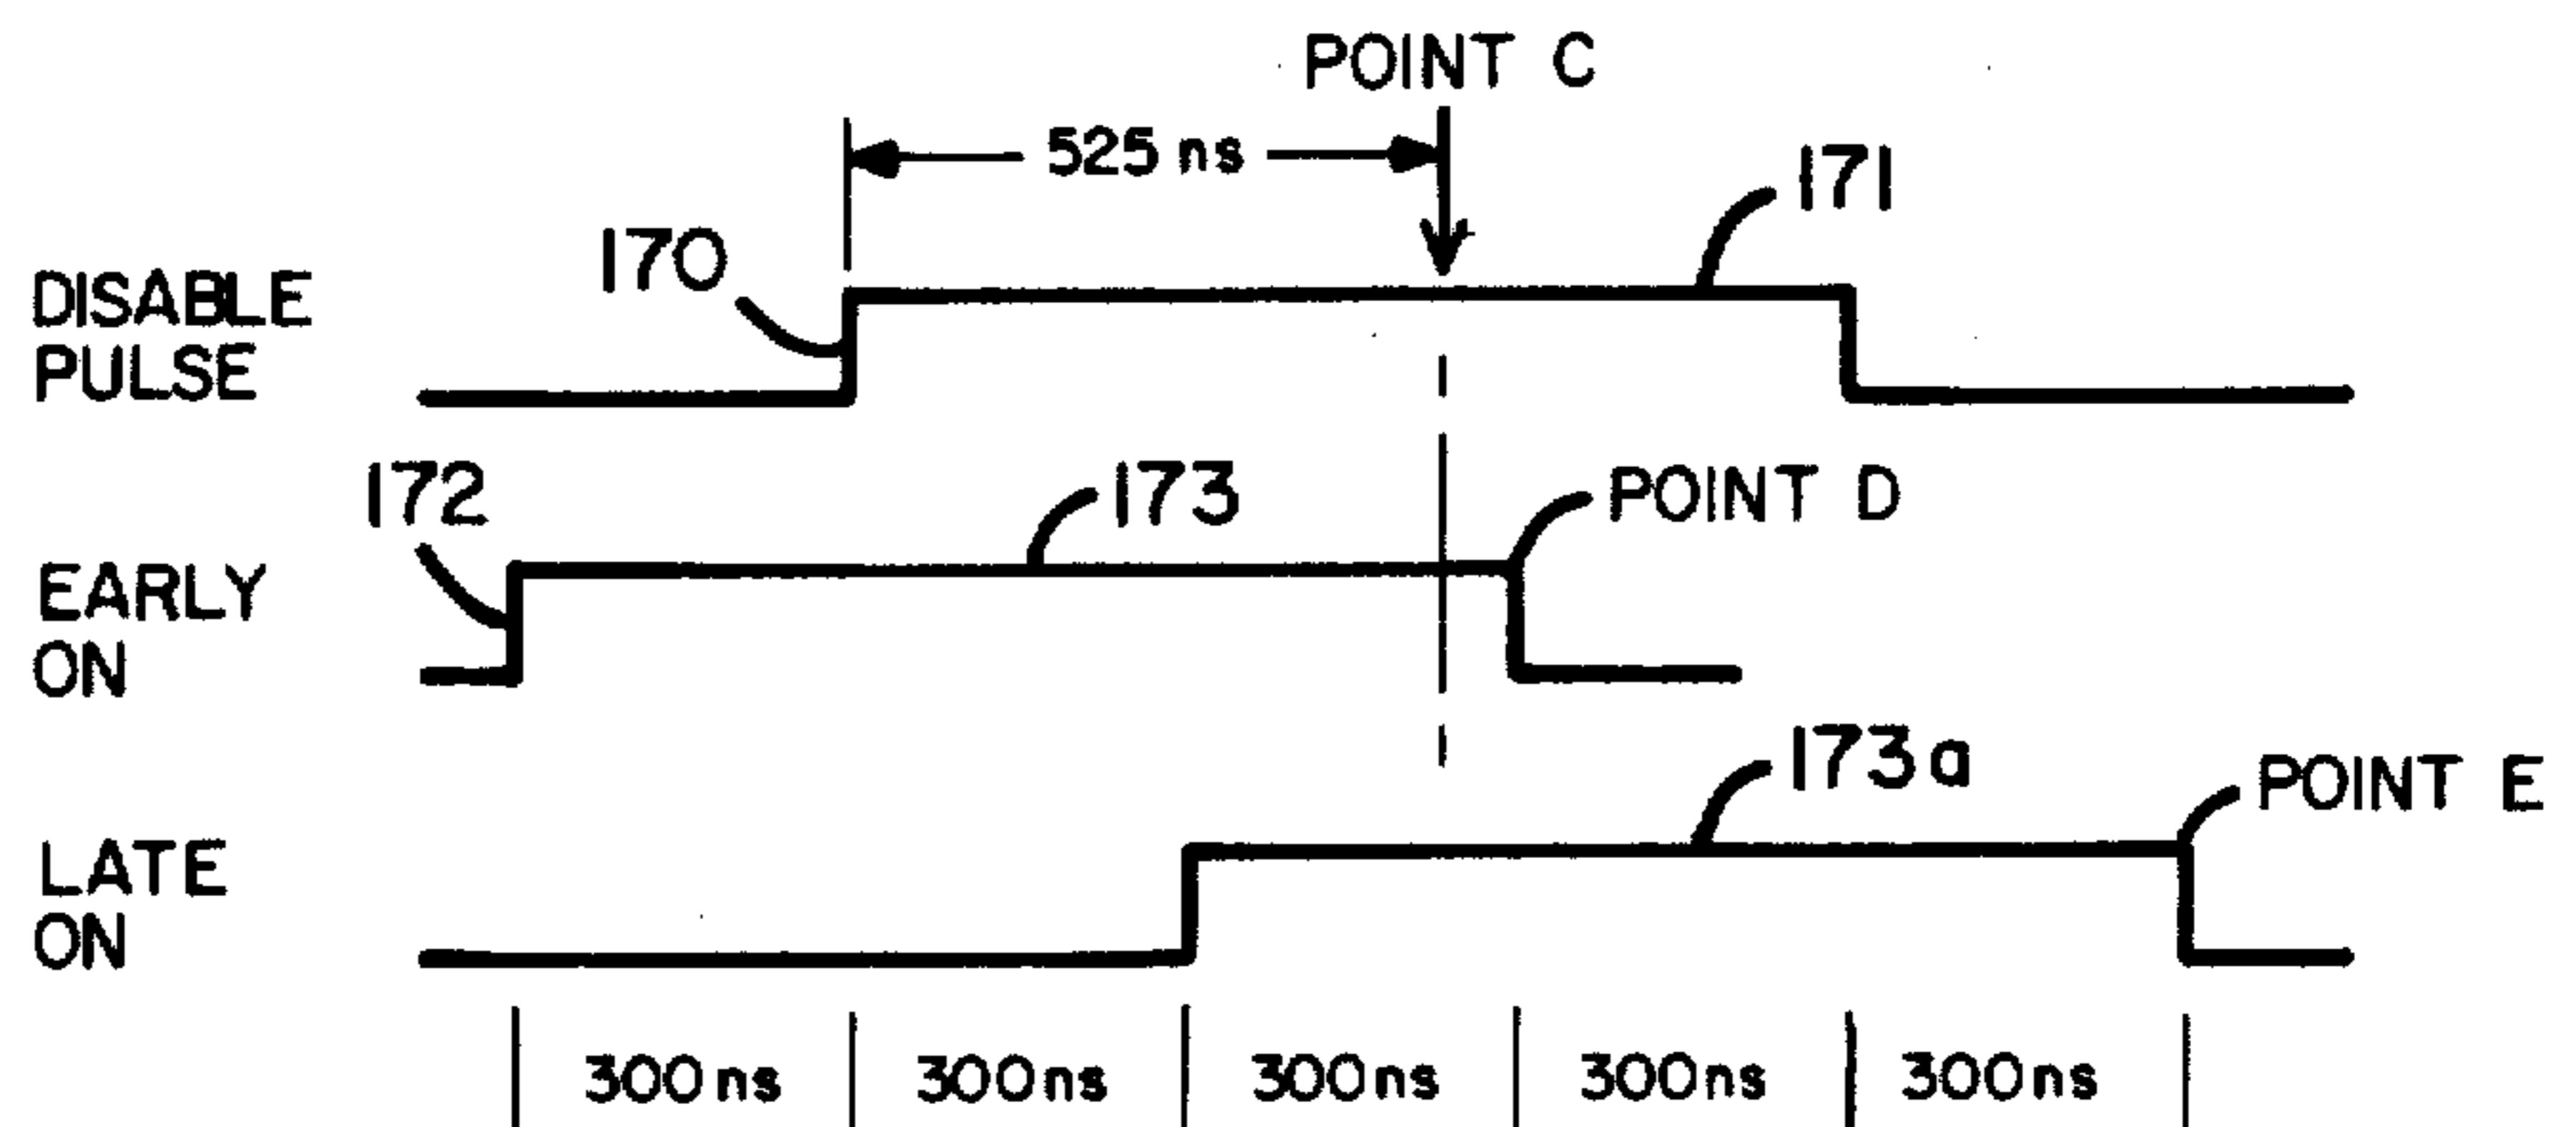 POINT C
525 ns
171
170
DISABLE
PULSE
172
173
POINT D
EARLY
ON
173a
POINT E
LATE
ON
300ns 300ns 300ns 300ns 300ns